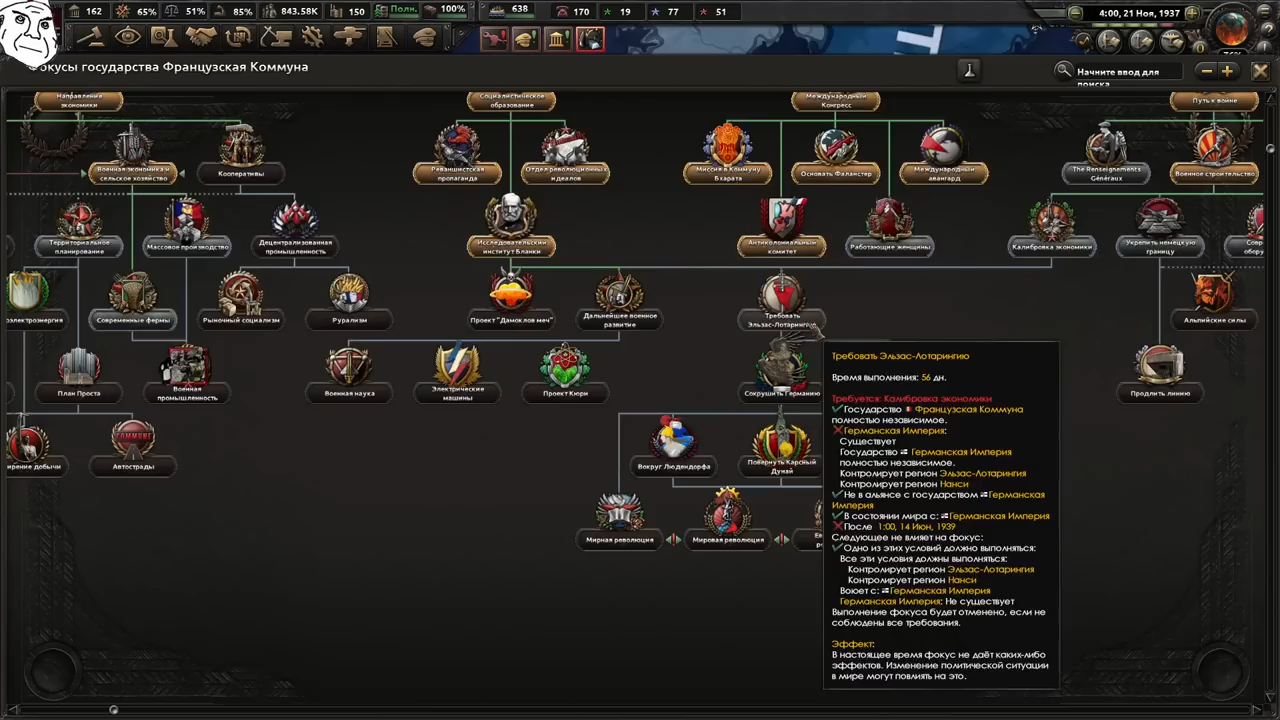 162 65% 51% 85% 843.58K 150 Полн. 100% 638 170 19 77 51 4:00, 21 Ноя, 1937
Фокусы государства Французская Коммуна
Начните ввод для
поиска
Направление
экономики
Социалистическое
образование
Международный
Конгресс
Путь к войне
Военная экономика и
сельское хозяйство
Кооперативы
Реваншистская
пропаганда
Отдел революционных
идеалов
Миссия в Коммуну
Бхарата
Основать Фаланстер
Международный
авангард
The Renseignements
Généraux
Военное строительство
Территориальное
планирование
Массовое производство
Децентрализованная
промышленность
Исследовательский
институт Бланки
Антиколониальный
комитет
Работающие женщины
Калибровка экономики
Укрепить немецкую
границу
Современные фермы
Рыночный социализм
Рурализм
Проект "Дамоклов меч"
Дальнейшее военное
развитие
Требовать
Эльзас-Лотарингию
Альпийские силы
План Проста
Военная
промышленность
Военная наука
Электрические
машины
Проект Кюри
Сокрушить Германию
Продлить линию
COMMUNE
Автострады
Вокруг Людендорфа
Повернуть Карсный
Дунай
Мирная революция
Мировая революция
Требовать Эльзас-Лотарингию
Время выполнения: 56 дн.
Требуется: Калибровка экономики
Государство Французская Коммуна
полностью независимое.
Германская Империя:
Существует
Государство Германская Империя
полностью независимое.
Контролирует регион Эльзас-Лотарингия
Контролирует регион Нанси
Не в альянсе с государством Германская
Империя
В состоянии мира с: Германская Империя
После 1:00, 14 Июн, 1939
Следующее не влияет на фокус:
Одно из этих условий должно выполняться:
Все эти условия должны выполняться:
Контролирует регион Эльзас-Лотарингия
Контролирует регион Нанси
Воюет с: Германская Империя
Германская Империя: Не существует
Выполнение фокуса будет отменено, если не
соблюдены все требования.
Эффект:
В настоящее время фокус не даёт каких-либо
эффектов. Изменение политической ситуации
в мире могут повлиять на это.